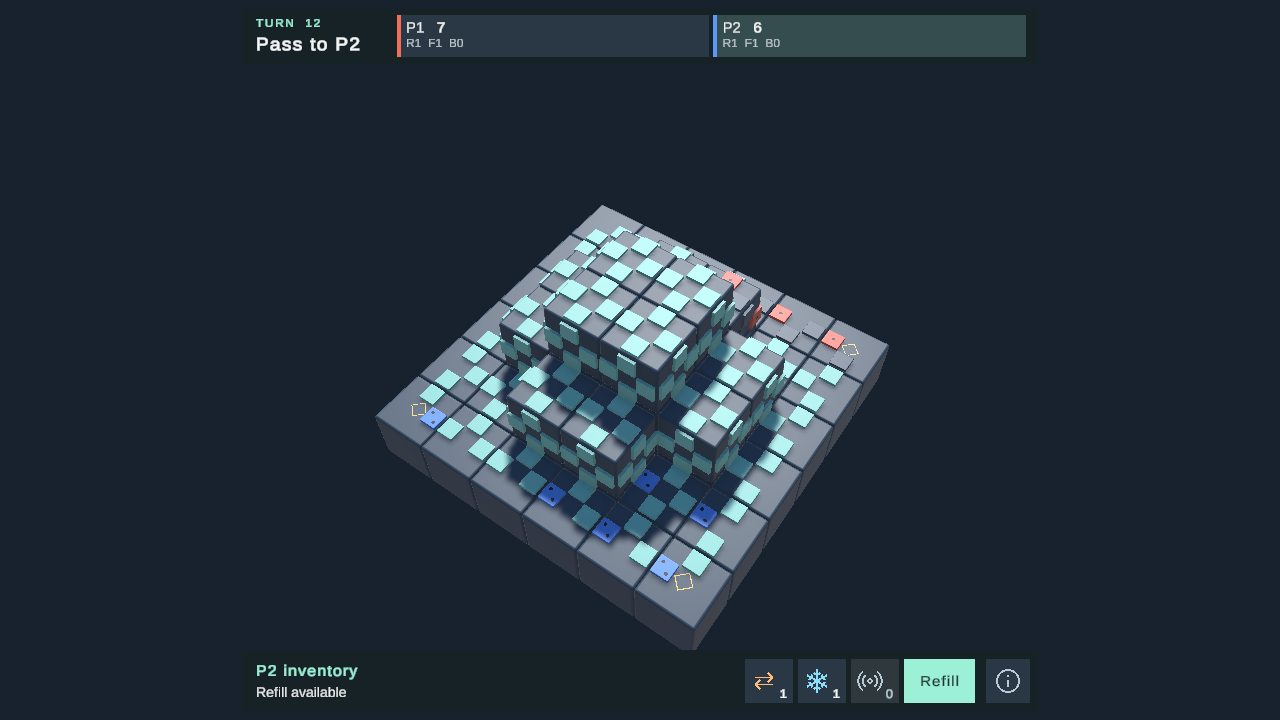 TURN 12
Pass to P2
P1 7
R1 F1 B0
P2 6
R1 F1 B0
P2 inventory
Refill available
1
1
0
Refill